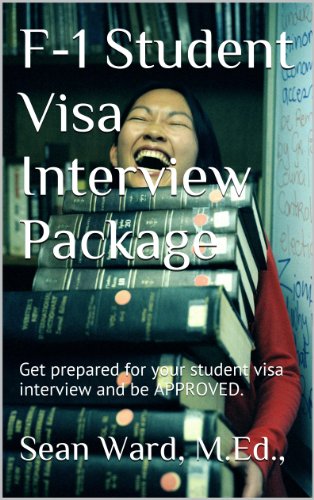 F-1 Student
Visa
Interview
Package
Get prepared for your student visa
interview and be APPROVED.
Sean Ward, M.Ed.,